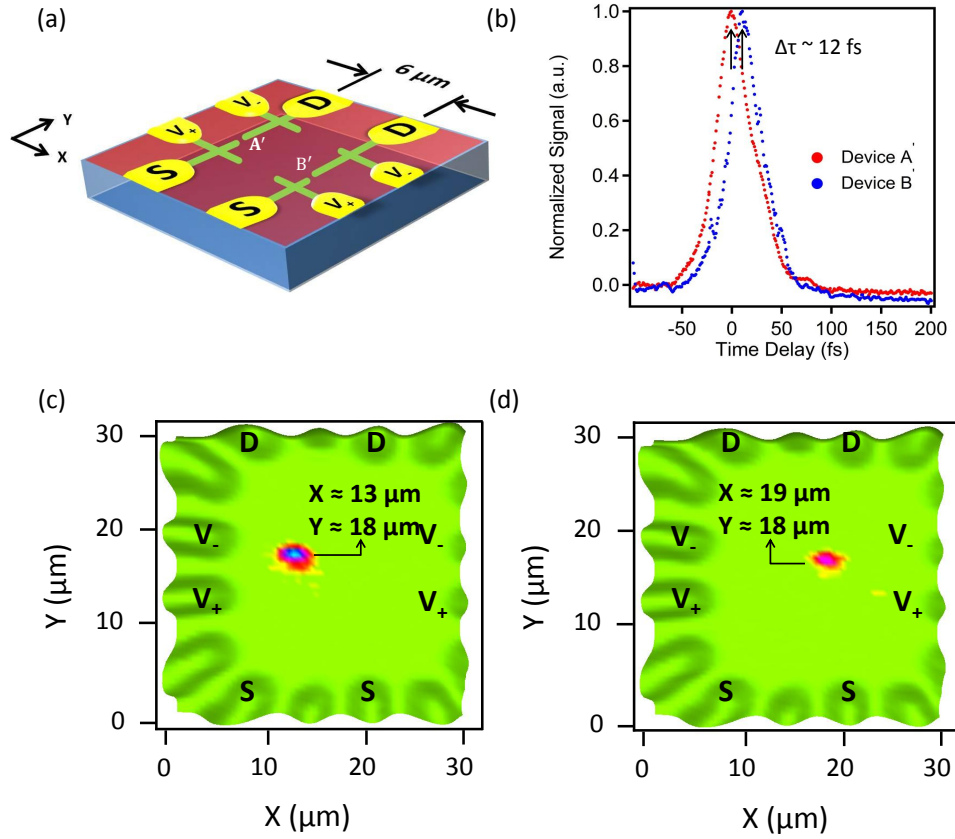 (a)
6 μm
Y
X
V-
D
V+
A'
D
S
B'
V-
S
V+
(b)
Normalized Signal (a.u.)
1.0
0.8
0.6
0.4
0.2
0.0
Δτ ~ 12 fs
Device A'
Device B'
-50 0 50 100 150 200
Time Delay (fs)
(c)
Y (μm)
30
20
10
0
D D
X ≈ 13 μm
Y ≈ 18 μm
V- V-
V+ V+
S S
0 10 20 30
X (μm)
(d)
Y (μm)
30
20
10
0
D D
X ≈ 19 μm
Y ≈ 18 μm
V- V-
V+ V+
S S
0 10 20 30
X (μm)